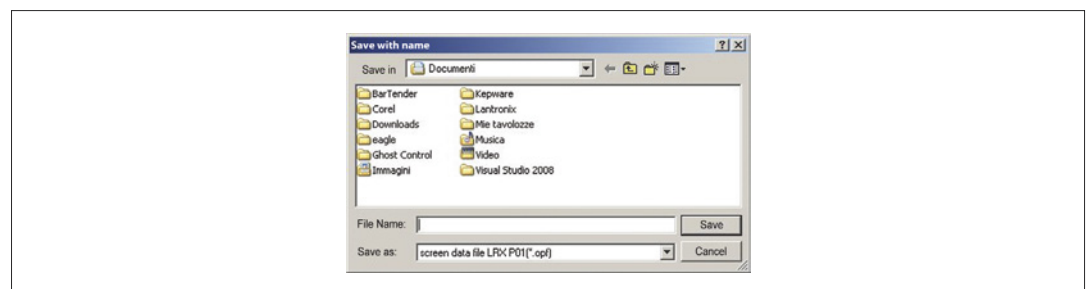 Save with name
Save in Documenti
BarTender
Corel
Downloads
eagle
Ghost Control
Immagini
Kepware
Lantronix
Mie tavolozze
Musica
Video
Visual Studio 2008
File Name:
Save
Save as: screen data file LRX P01(*.opf)
Cancel